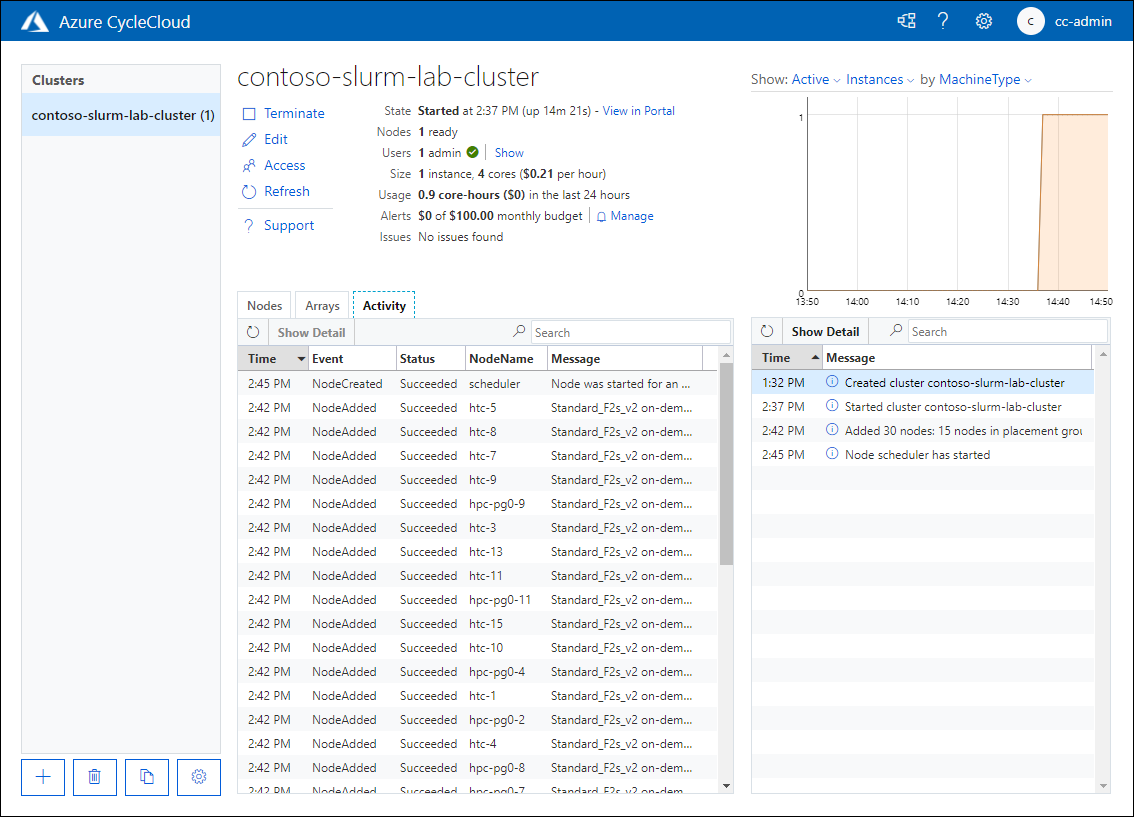 Azure CycleCloud
?
C
cc-admin
Clusters
contoso-slurm-lab-cluster (1)
contoso-slurm-lab-cluster
Terminate
Edit
Access
Refresh
? Support
State Started at 2:37 PM (up 14m 21s) - View in Portal
Nodes 1 ready
Users 1 admin Show
Size 1 instance, 4 cores ($0.21 per hour)
Usage 0.9 core-hours ($0) in the last 24 hours
Alerts $0 of $100.00 monthly budget Manage
Issues No issues found
Show: Active Instances by MachineType
1
0
13:50 14:00 14:10 14:20 14:30 14:40 14:50
Nodes Arrays Activity
Show Detail Search
Time Event Status NodeName Message
2:45 PM NodeCreated Succeeded scheduler Node was started for an ...
2:42 PM NodeAdded Succeeded htc-5 Standard_F2s_v2 on-dem...
2:42 PM NodeAdded Succeeded htc-8 Standard_F2s_v2 on-dem...
2:42 PM NodeAdded Succeeded htc-7 Standard_F2s_v2 on-dem...
2:42 PM NodeAdded Succeeded htc-9 Standard_F2s_v2 on-dem...
2:42 PM NodeAdded Succeeded hpc-pg0-9 Standard_F2s_v2 on-dem...
2:42 PM NodeAdded Succeeded htc-3 Standard_F2s_v2 on-dem...
2:42 PM NodeAdded Succeeded htc-13 Standard_F2s_v2 on-dem...
2:42 PM NodeAdded Succeeded htc-11 Standard_F2s_v2 on-dem...
2:42 PM NodeAdded Succeeded hpc-pg0-11 Standard_F2s_v2 on-dem...
2:42 PM NodeAdded Succeeded htc-15 Standard_F2s_v2 on-dem...
2:42 PM NodeAdded Succeeded htc-10 Standard_F2s_v2 on-dem...
2:42 PM NodeAdded Succeeded hpc-pg0-4 Standard_F2s_v2 on-dem...
2:42 PM NodeAdded Succeeded htc-1 Standard_F2s_v2 on-dem...
2:42 PM NodeAdded Succeeded hpc-pg0-2 Standard_F2s_v2 on-dem...
2:42 PM NodeAdded Succeeded htc-4 Standard_F2s_v2 on-dem...
2:42 PM NodeAdded Succeeded hpc-pg0-8 Standard_F2s_v2 on-dem...
2:42 PM NodeAdded Succeeded hpc-pg0-7 Standard_F2s_v2 on-dem...
Show Detail Search
Time Message
1:32 PM Created cluster contoso-slurm-lab-cluster
2:37 PM Started cluster contoso-slurm-lab-cluster
2:42 PM Added 30 nodes: 15 nodes in placement grou
2:45 PM Node scheduler has started